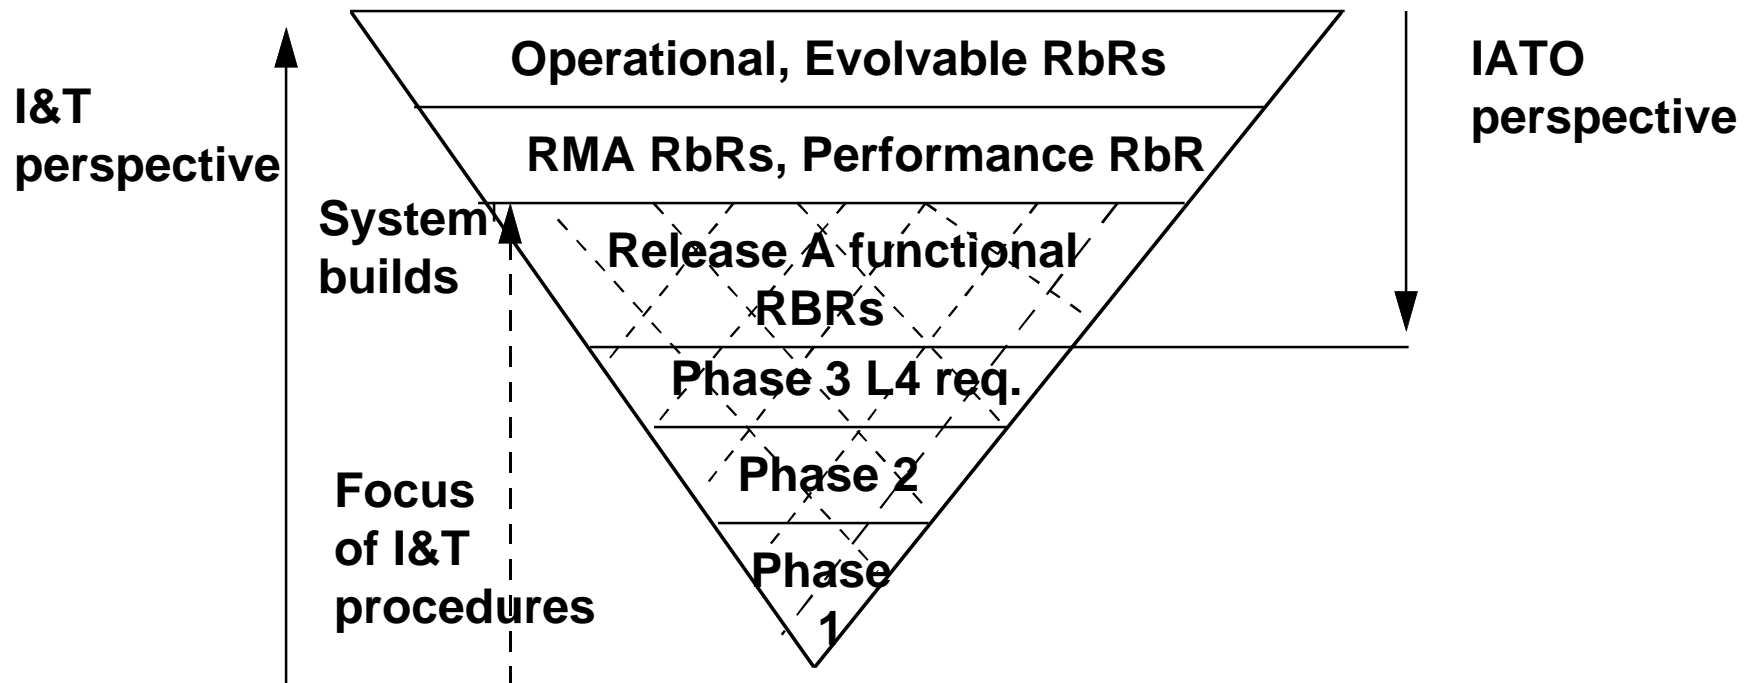 Operational, Evolvable RbRs
IATO
perspective
I&T
perspective
RMA RbRs, Performance RbR
System
builds
Release A functional
RBRs
Phase 3 L4 req.
Phase 2
Focus
of I&T
procedures
Phase
1